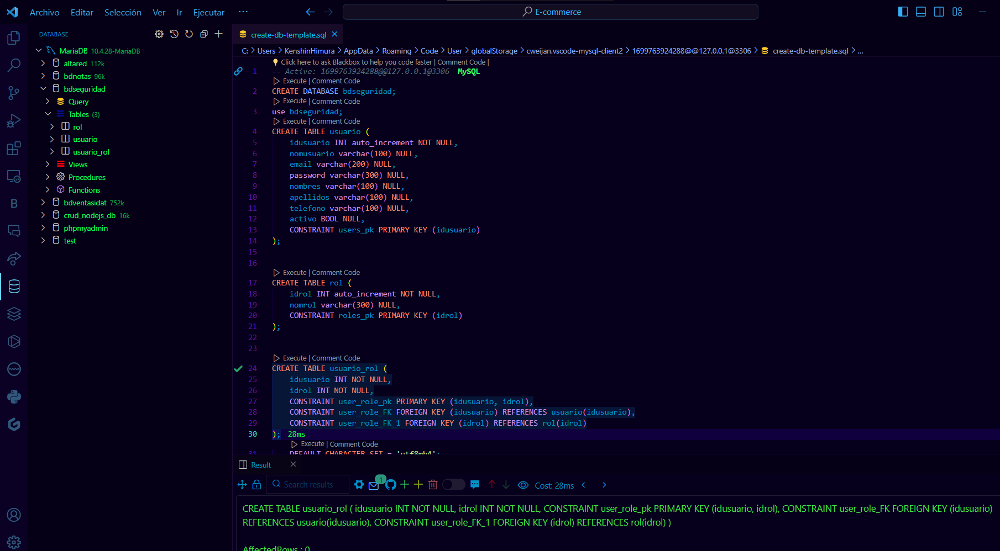 Archivo Editar Selección Ver Ir Ejecutar ...
E-commerce
DATABASE
MariaDB 10.4.28-MariaDB
altared 112k
bdnotas 96k
bdseguridad
Query
Tables (3)
rol
usuario
usuario_rol
Views
Procedures
Functions
bdventasidat 752k
crud_nodejs_db 16k
phpmyadmin
test
create-db-template.sql
C: > Users > KenshinHimura > AppData > Roaming > Code > User > globalStorage > cweijan.vscode-mysql-client2 > 1699763924288@@127.0.0.1@3306 > create-db-template.sql > ...
Click here to ask Blackbox to help you code faster | Comment Code |
1 -- Active: 1699763924288@@127.0.0.1@3306 MySQL
Execute | Comment Code
2 CREATE DATABASE bdseguridad;
Execute | Comment Code
3 use bdseguridad;
Execute | Comment Code
4 CREATE TABLE usuario (
5 idusuario INT auto_increment NOT NULL,
6 nomusuario varchar(100) NULL,
7 email varchar(200) NULL,
8 password varchar(300) NULL,
9 nombres varchar(100) NULL,
10 apellidos varchar(100) NULL,
11 telefono varchar(100) NULL,
12 activo BOOL NULL,
13 CONSTRAINT users_pk PRIMARY KEY (idusuario)
14 );
15
16
Execute | Comment Code
17 CREATE TABLE rol (
18 idrol INT auto_increment NOT NULL,
19 nomrol varchar(300) NULL,
20 CONSTRAINT roles_pk PRIMARY KEY (idrol)
21 );
22
23
Execute | Comment Code
24 CREATE TABLE usuario_rol (
25 idusuario INT NOT NULL,
26 idrol INT NOT NULL,
27 CONSTRAINT user_role_pk PRIMARY KEY (idusuario, idrol),
28 CONSTRAINT user_role_FK FOREIGN KEY (idusuario) REFERENCES usuario(idusuario),
29 CONSTRAINT user_role_FK_1 FOREIGN KEY (idrol) REFERENCES rol(idrol)
30 ); 28ms
Execute | Comment Code
31 DEFAULT CHARACTER SET = 'utf8mb4';
Result
Search results
1
Cost: 28ms
CREATE TABLE usuario_rol ( idusuario INT NOT NULL, idrol INT NOT NULL, CONSTRAINT user_role_pk PRIMARY KEY (idusuario, idrol), CONSTRAINT user_role_FK FOREIGN KEY (idusuario)
REFERENCES usuario(idusuario), CONSTRAINT user_role_FK_1 FOREIGN KEY (idrol) REFERENCES rol(idrol) )
AffectedRows : 0